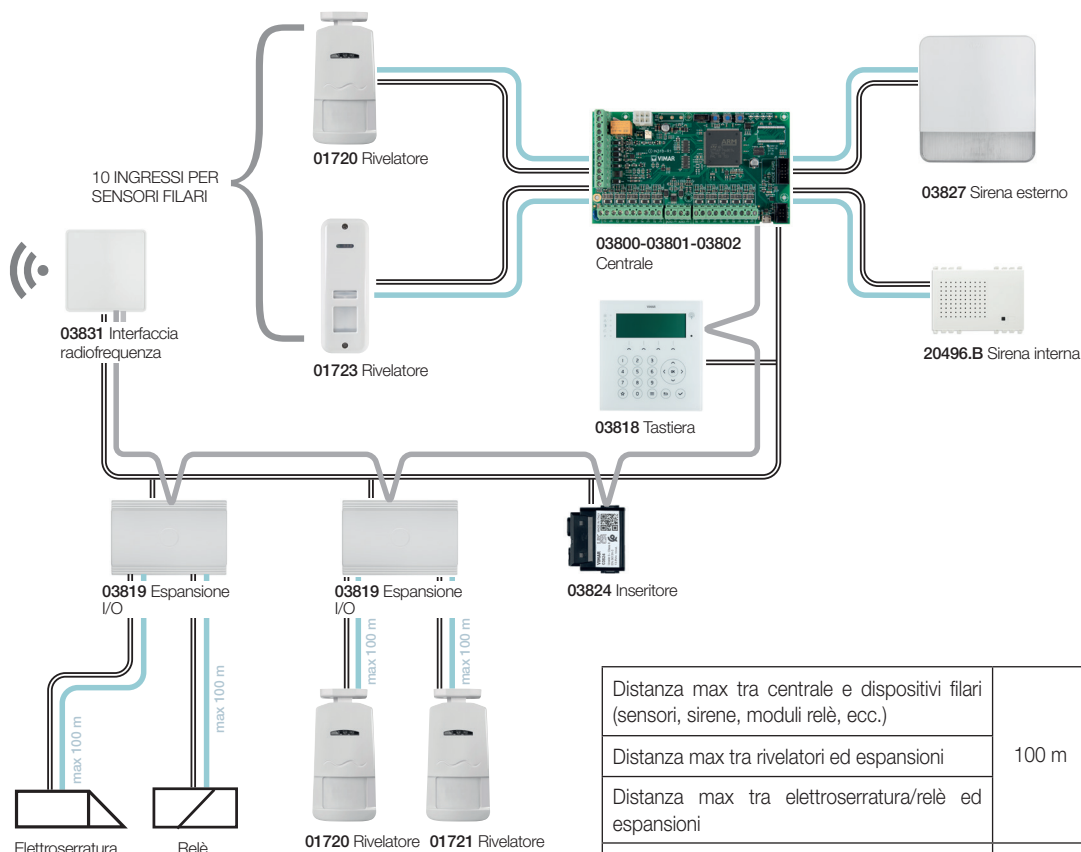 10 INGRESSI PER
SENSORI FILARI
01720 Rivelatore
01723 Rivelatore
VIMAR
ARM
03800-03801-03802
Centrale
03827 Sirena esterno
20496.B Sirena interna
03831 Interfaccia
radiofrequenza
03818 Tastiera
03819 Espansione
I/O
03819 Espansione
I/O
03824 Inseritore
max 100 m
max 100 m
max 100 m
max 100 m
Elettroserratura
Relè
01720 Rivelatore
01721 Rivelatore
Distanza max tra centrale e dispositivi filari
(sensori, sirene, moduli relè, ecc.)
Distanza max tra rivelatori ed espansioni
100 m
Distanza max tra elettroserratura/relè ed
espansioni